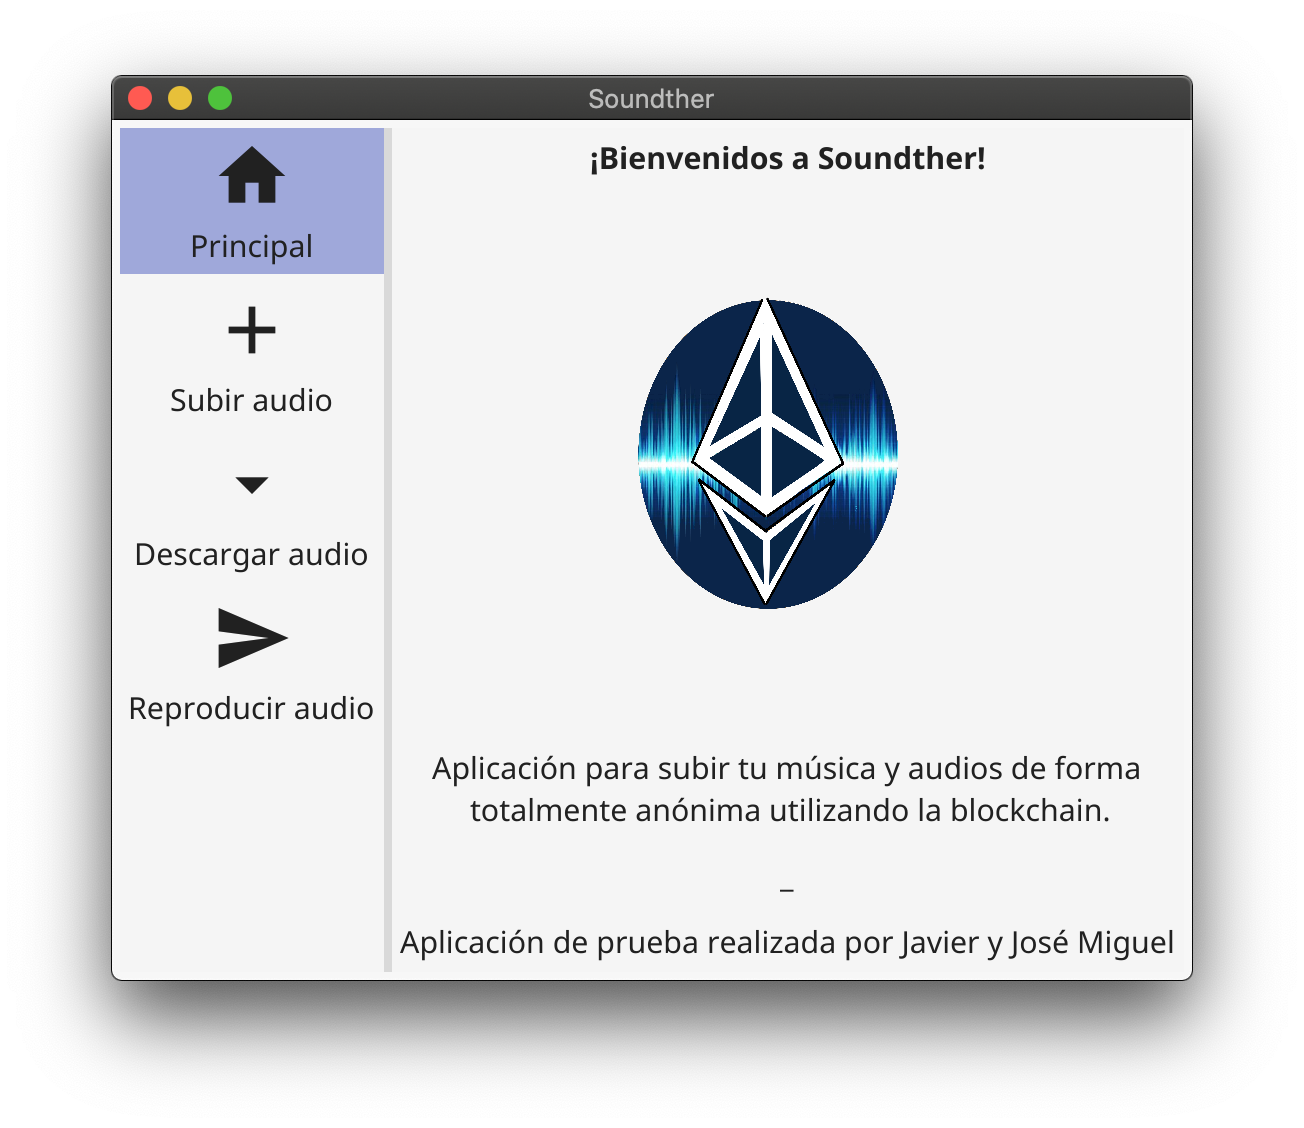 Soundther
Principal
Subir audio
Descargar audio
Reproducir audio
¡Bienvenidos a Soundther!
Aplicación para subir tu música y audios de forma
totalmente anónima utilizando la blockchain.
_
Aplicación de prueba realizada por Javier y José Miguel